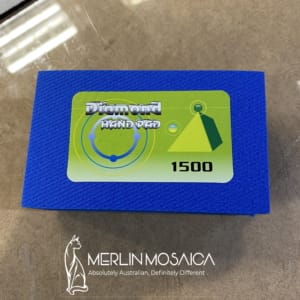 Diamond
HAND PAD
1500
MERLIN MOSAICA
Absolutely Australian, Definitely Different